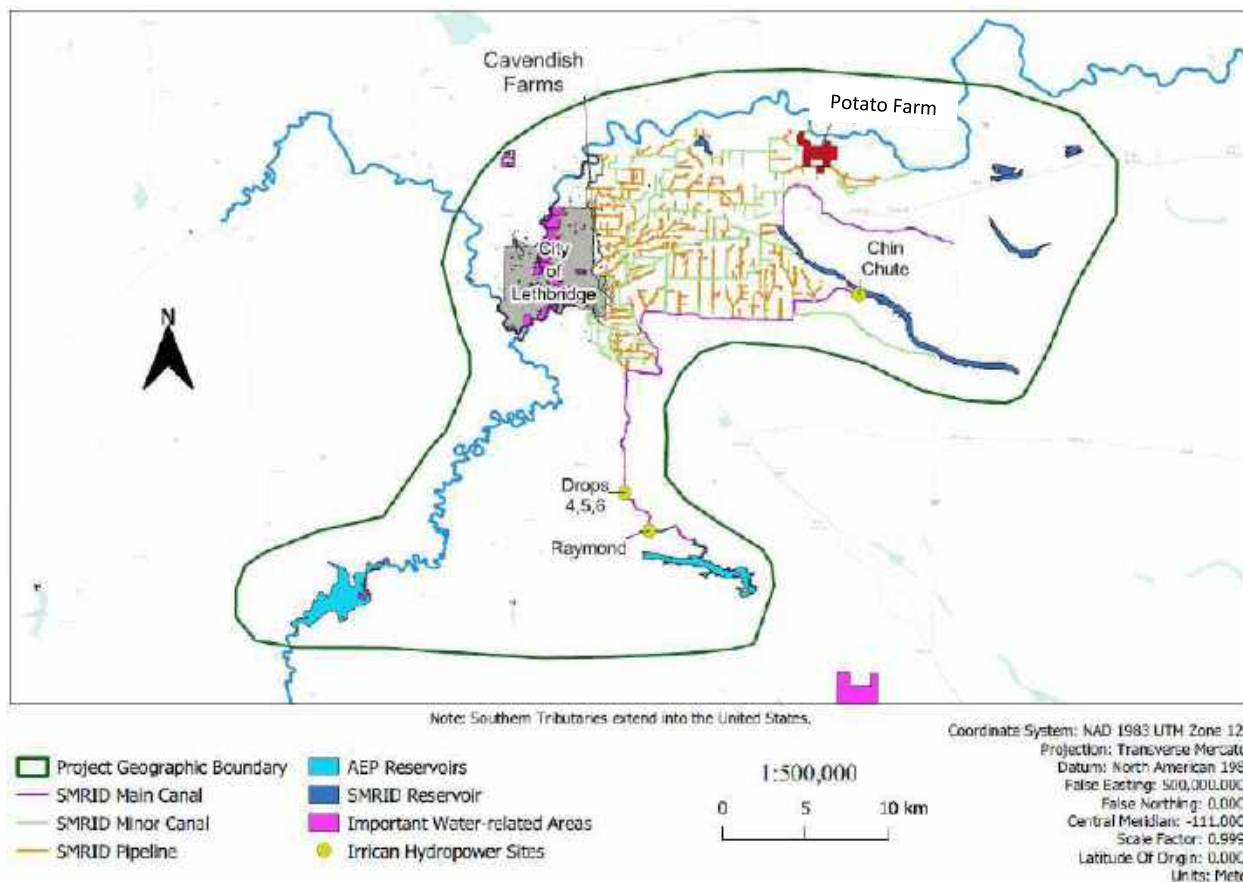 Cavendish
Farms
Potato Farm
City
of
Lethbridge
Chin
Chute
N
Drops
4,5,6
Raymond
Note: Southern Tributaries extend into the United States.
Project Geographic Boundary
SMRID Main Canal
SMRID Minor Canal
SMRID Pipeline
AEP Reservoirs
SMRID Reservoir
Important Water-related Areas
Irrican Hydropower Sites
1:500,000
0 5 10 km
Coordinate System: NAD 1983 UTM Zone 12
Projection: Transverse Mercato
Datum: North American 198
False Easting: 500,000.000
False Northing: 0.000
Central Meridian: -111.000
Scale Factor: 0.999
Latitude Of Origin: 0.000
Units: Mete